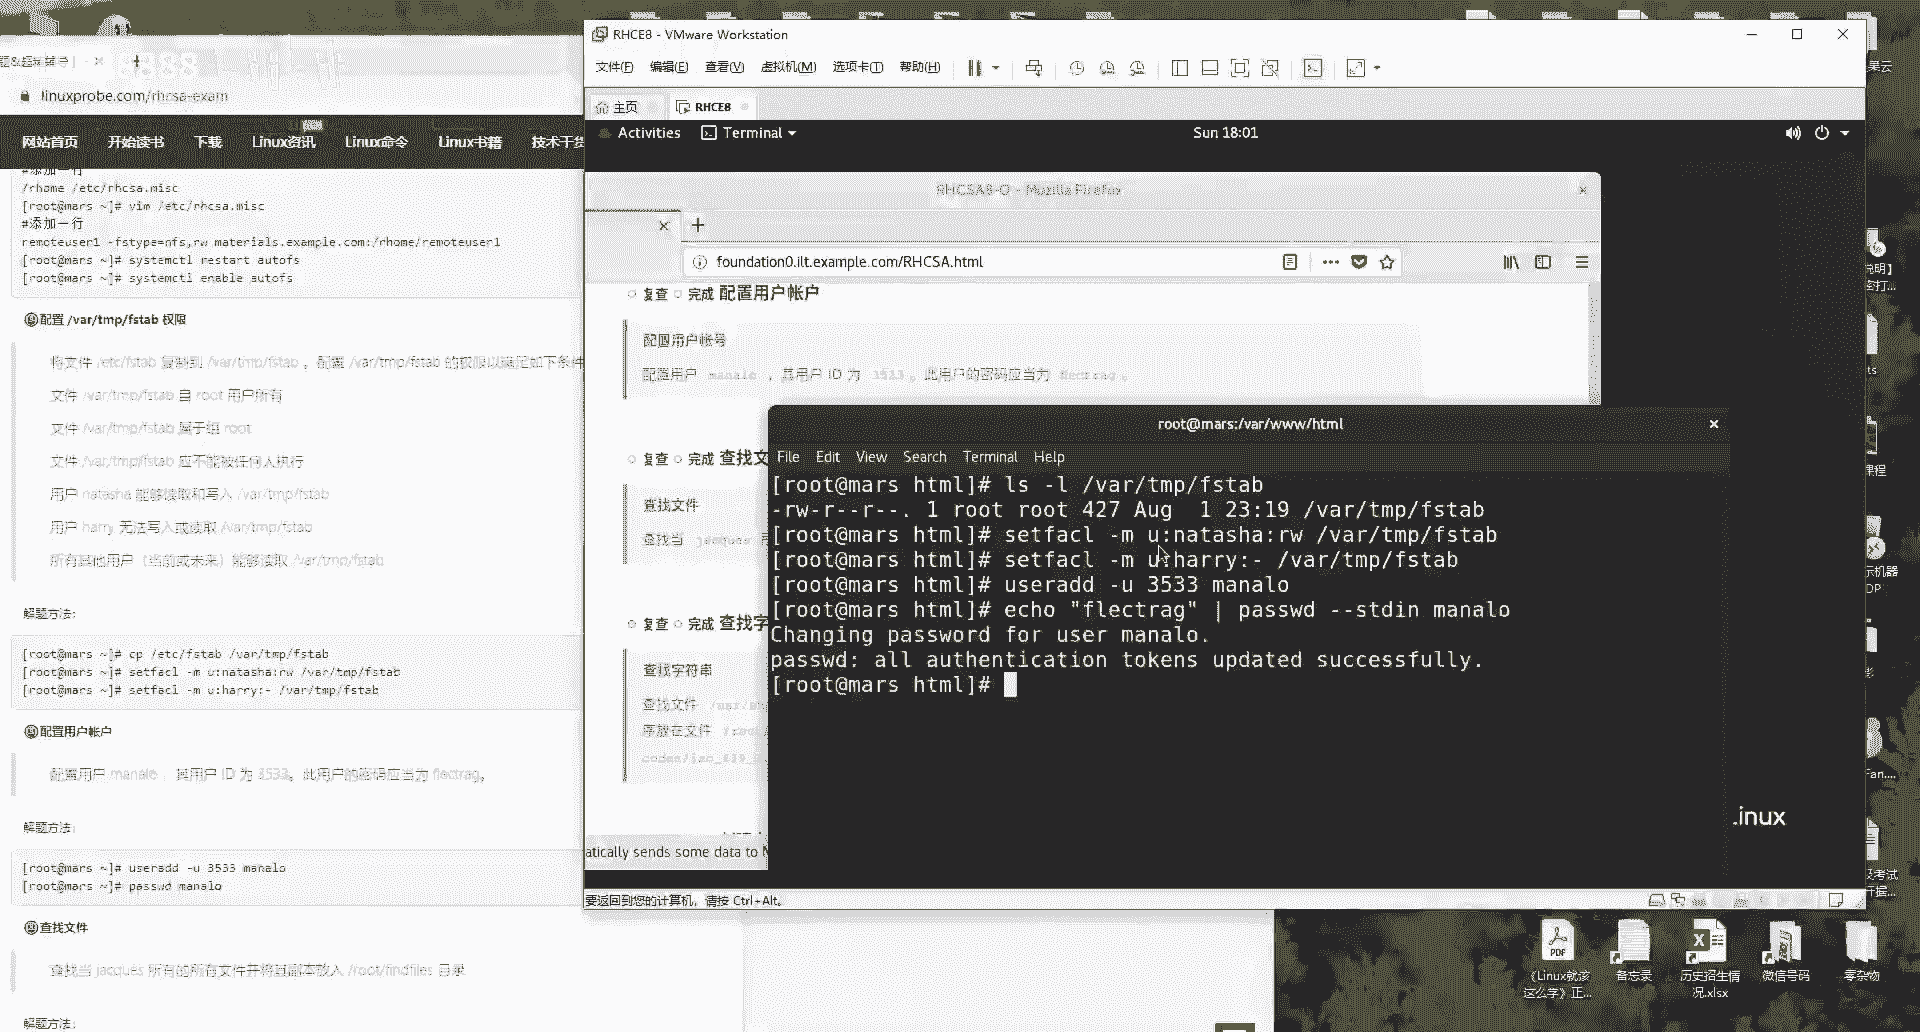 linuxprobe.com/rhcsa-exam
网站首页 开始读书 下载 Linux资讯 Linux命令 Linux书籍 技术干货
#添加一行
/rhome /etc/rhcsa.misc
[root@mars ~]# vim /etc/rhcsa.misc
#添加一行
remoteuser1 -fstype=nfs,rw materials.example.com:/rhome/remoteuser1
[root@mars ~]# systemctl restart autofs
[root@mars ~]# systemctl enable autofs
配置 /var/tmp/fstab 权限
将文件 /etc/fstab 复制到 /var/tmp/fstab 。配置 /var/tmp/fstab 的权限以满足如下条件
文件 /var/tmp/fstab 自 root 用户所有
文件 /var/tmp/fstab 属于组 root
文件 /var/tmp/fstab 应不能被任何人执行
用户 natasha 能够读取和写入 /var/tmp/fstab
用户 harry 无法写入或读取 /var/tmp/fstab
所有其他用户（当前或未来）能够读取 /var/tmp/fstab
解题方法:
[root@mars ~]# cp /etc/fstab /var/tmp/fstab
[root@mars ~]# setfacl -m u:natasha:rw /var/tmp/fstab
[root@mars ~]# setfacl -m u:harry:- /var/tmp/fstab
配置用户帐户
配置用户 manalo ，其用户 ID 为 3533。此用户的密码应当为 flectrag。
解题方法:
[root@mars ~]# useradd -u 3533 manalo
[root@mars ~]# passwd manalo
查找文件
查找当 jacques 所有的所有文件并将其副本放入 /root/findfiles 目录
解题方法:
RHCE8 - VMware Workstation
文件(F) 编辑(E) 查看(V) 虚拟机(M) 选项卡(T) 帮助(H)
主页 RHCE8
Activities Terminal Sun 18:01
RHCSA8-O - Mozilla Firefox
foundation0.ilt.example.com/RHCSA.html
复查 完成 配置用户帐户
配置用户帐号
配置用户 manalo ，其用户 ID 为 3533 。此用户的密码应当为 flectrag 。
复查 完成 查找文
查找文件
查找当 jacques
复查 完成 查找字
查找字符串
查找文件
序放在文件
atically sends some data to M
root@mars:/var/www/html
File Edit View Search Terminal Help
[root@mars html]# ls -l /var/tmp/fstab
-rw-r--r--. 1 root root 427 Aug  1 23:19 /var/tmp/fstab
[root@mars html]# setfacl -m u:natasha:rw /var/tmp/fstab
[root@mars html]# setfacl -m u:harry:- /var/tmp/fstab
[root@mars html]# useradd -u 3533 manalo
[root@mars html]# echo "flectrag" | passwd --stdin manalo
Changing password for user manalo.
passwd: all authentication tokens updated successfully.
[root@mars html]#
.inux
要返回到您的计算机，请按 Ctrl+Alt。
《Linux就该这么学》正...
备忘录
历史招生情况.xlsx
微信号码
零杂物